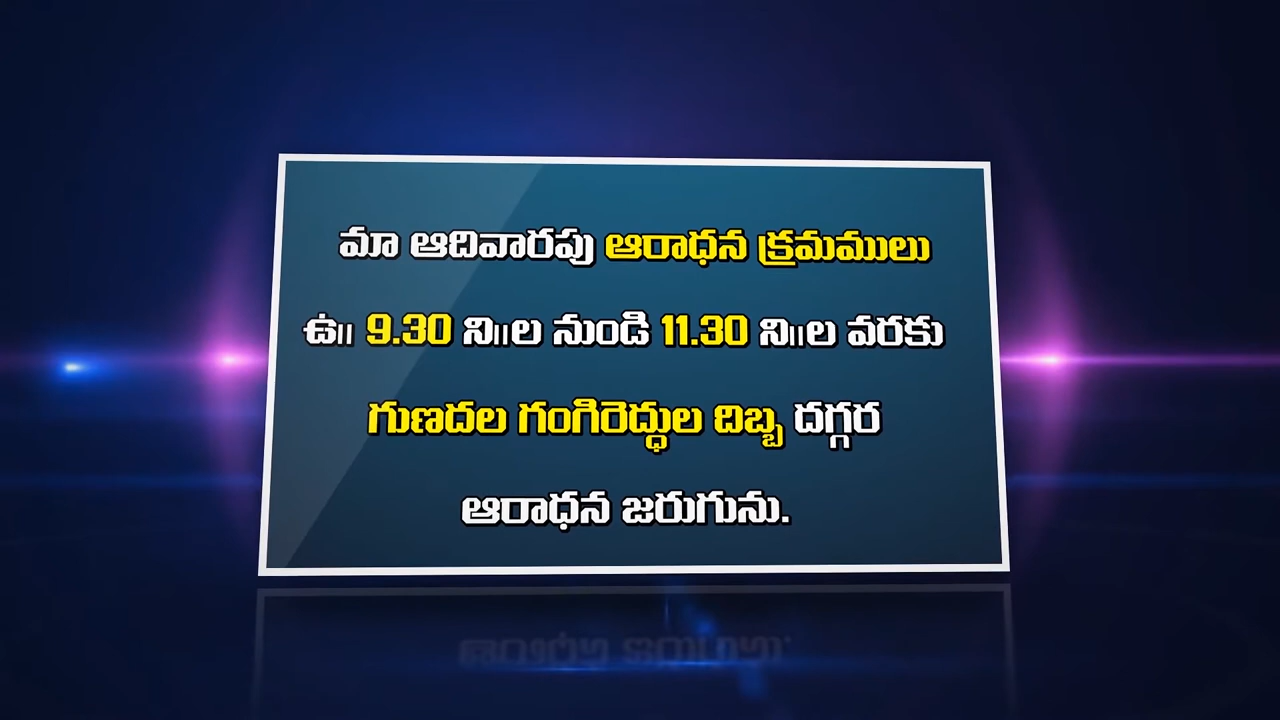 మా ఆదివారపు ఆరాధన క్రమములు
ఉ॥ 9.30 ని॥ల నుండి 11.30 ని॥ల వరకు
గుణదల గంగిరెద్ధుల దిబ్బ దగ్గర
ఆరాధన జరుగును.